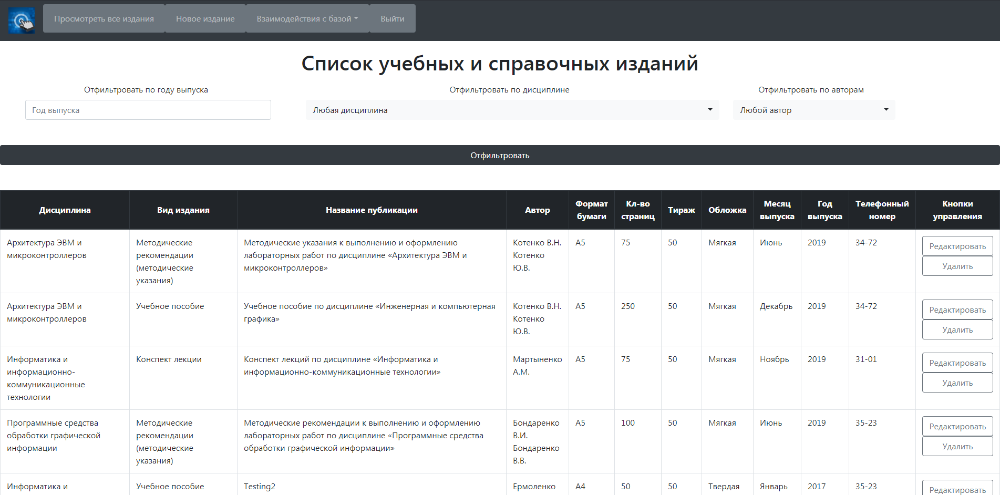 Просмотреть все издания Новое издание Взаимодействия с базой Выйти
Список учебных и справочных изданий
Отфильтровать по году выпуска Отфильтровать по дисциплине Отфильтровать по авторам
Год выпуска Любая дисциплина Любой автор
Отфильтровать
Дисциплина Вид издания Название публикации Автор Формат бумаги Кл-во страниц Тираж Обложка Месяц выпуска Год выпуска Телефонный номер Кнопки управления
Архитектура ЭВМ и
микроконтроллеров
Методические
рекомендации
(методические
указания)
Методические указания к выполнению и оформлению
лабораторных работ по дисциплине «Архитектура ЭВМ и
микроконтроллеров»
Котенко В.Н.
Котенко
Ю.В.
А5 75 50 Мягкая Июнь 2019 34-72
Редактировать
Удалить
Архитектура ЭВМ и
микроконтроллеров
Учебное пособие
Учебное пособие по дисциплине «Инженерная и компьютерная
графика»
Котенко В.Н.
Котенко
Ю.В.
А5 250 50 Мягкая Декабрь 2019 34-72
Редактировать
Удалить
Информатика и
информационно-
коммуникационные
технологии
Конспект лекции
Конспект лекций по дисциплине «Информатика и
информационно-коммуникационные технологии»
Мартыненко
А.М.
А5 75 50 Мягкая Ноябрь 2019 31-01
Редактировать
Удалить
Программные средства
обработки графической
информации
Методические
рекомендации
(методические
указания)
Методические рекомендации к выполнению и оформлению
лабораторных работ по дисциплине «Программные средства
обработки графической информации»
Бондаренко
В.И.
Бондаренко
В.В.
А5 100 50 Мягкая Июнь 2019 35-23
Редактировать
Удалить
Информатика и
Учебное пособие
Testing2
Ермоленко
А4 50 50 Твердая Январь 2017 35-23
Редактировать